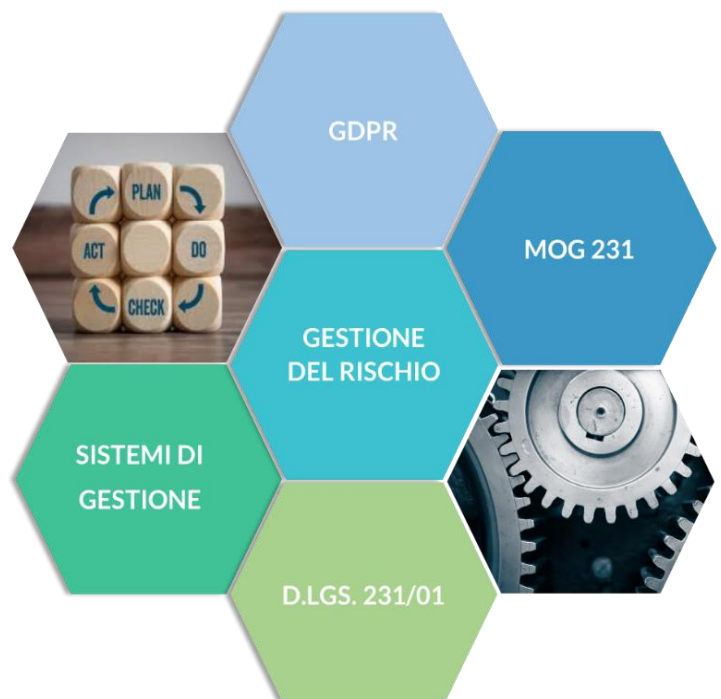 GDPR
PLAN
ACT
DO
CHECK
MOG 231
GESTIONE
DEL RISCHIO
SISTEMI DI
GESTIONE
D.LGS. 231/01